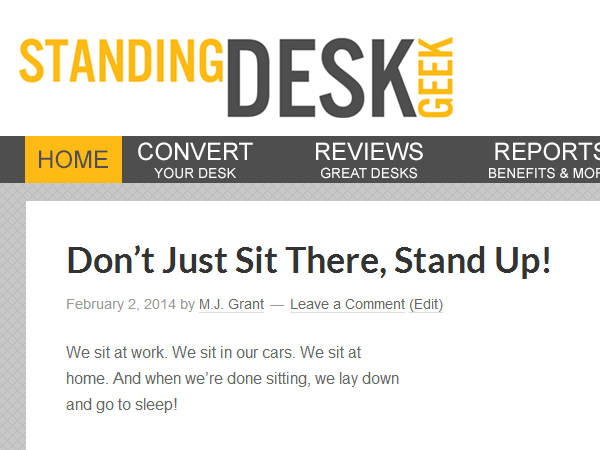 STANDING DESK GEEK
HOME
CONVERT
YOUR DESK
REVIEWS
GREAT DESKS
REPORTS
BENEFITS & MOR
Don’t Just Sit There, Stand Up!
February 2, 2014 by M.J. Grant — Leave a Comment (Edit)
We sit at work. We sit in our cars. We sit at
home. And when we’re done sitting, we lay down
and go to sleep!